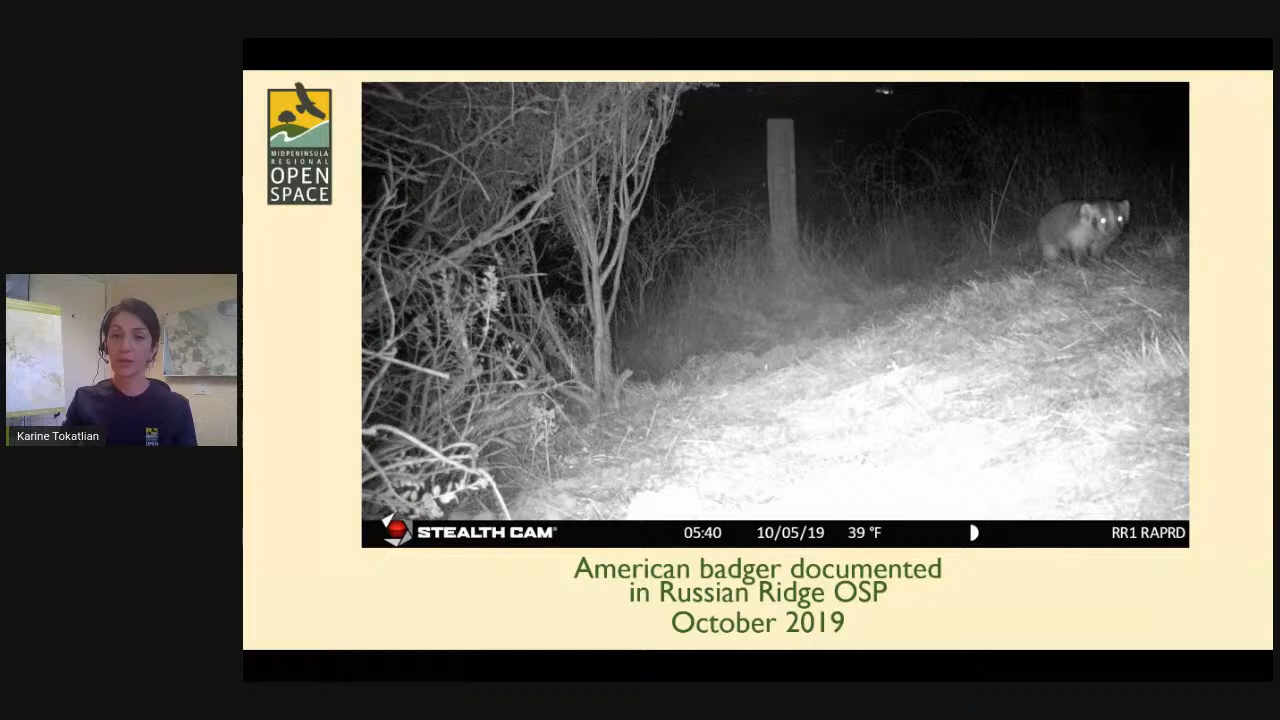 MIDPENINSULA
REGIONAL
OPEN
SPACE
Karine Tokatlian
OPEN
STEALTH CAM®
05:40 10/05/19 39 °F RR1 RAPRD
American badger documented
in Russian Ridge OSP
October 2019